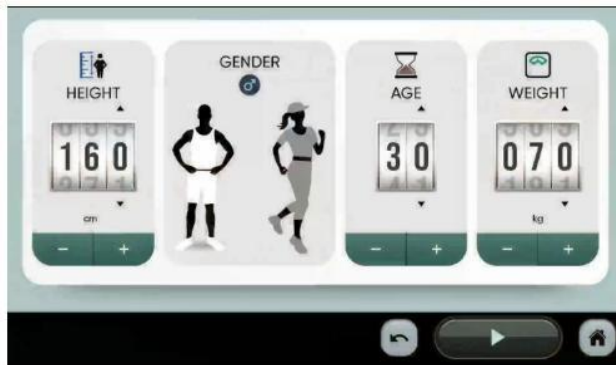 HEIGHT
160
cm
- +
GENDER
AGE
30
- +
WEIGHT
070
kg
- +